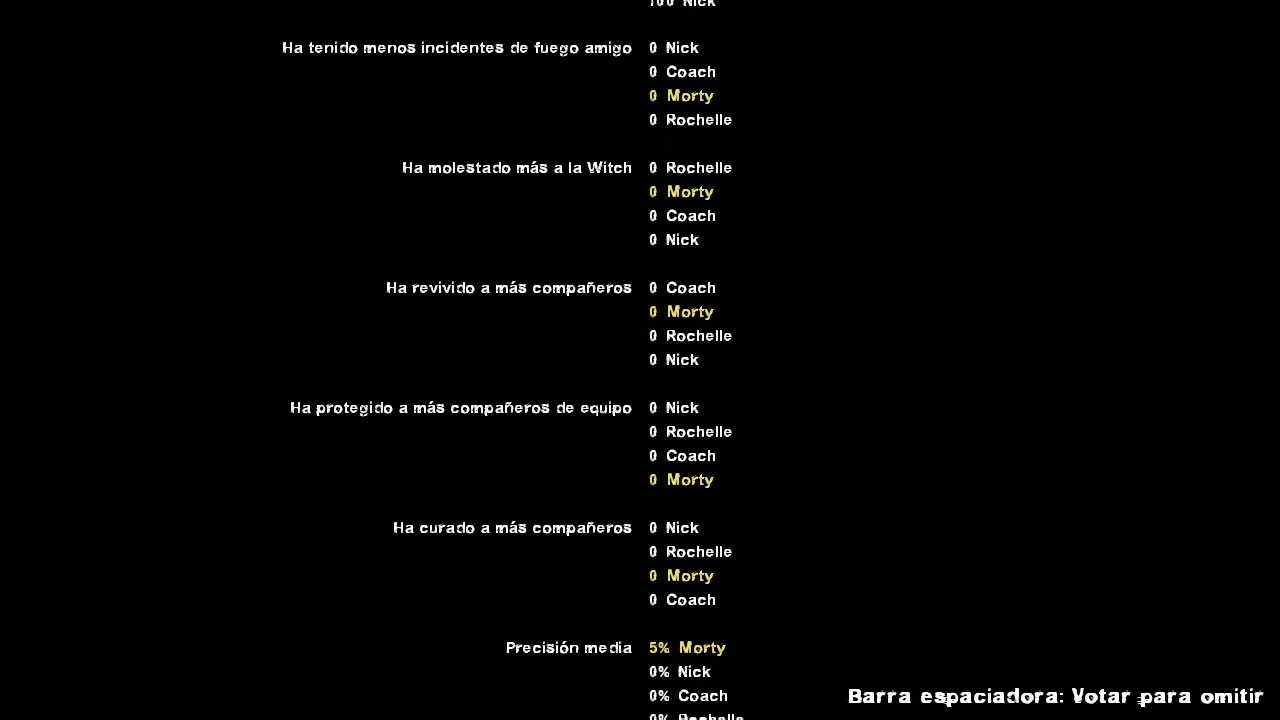 100 Nick
Ha tenido menos incidentes de fuego amigo 0 Nick
0 Coach
0 Morty
0 Rochelle
Ha molestado más a la Witch 0 Rochelle
0 Morty
0 Coach
0 Nick
Ha revivido a más compañeros 0 Coach
0 Morty
0 Rochelle
0 Nick
Ha protegido a más compañeros de equipo 0 Nick
0 Rochelle
0 Coach
0 Morty
Ha curado a más compañeros 0 Nick
0 Rochelle
0 Morty
0 Coach
Precisión media 5% Morty
0% Nick
0% Coach
0% Rochelle
Barra espaciadora: Votar para omitir